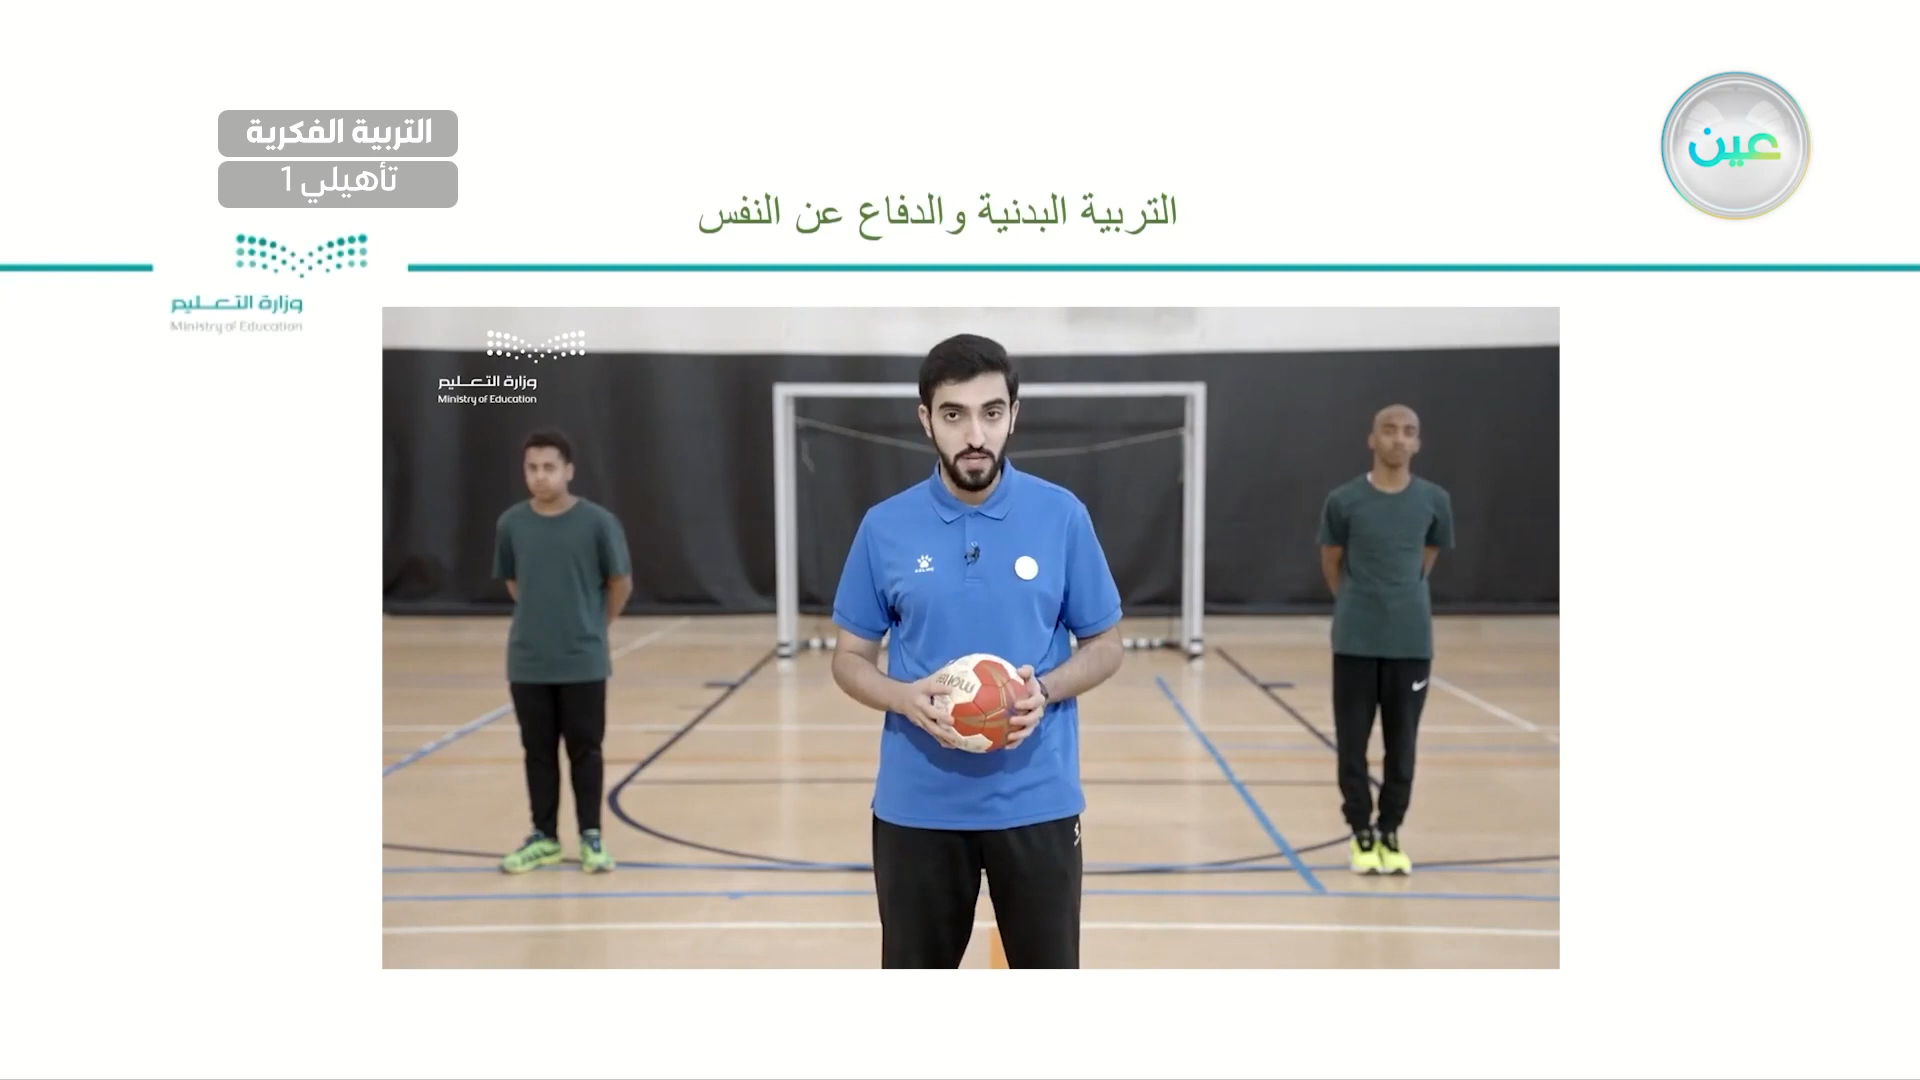 التربية الفكرية
تأهيلي 1
عين
التربية البدنية والدفاع عن النفس
وزارة التعليم
Ministry of Education
وزارة التعليم
Ministry of Education
molten